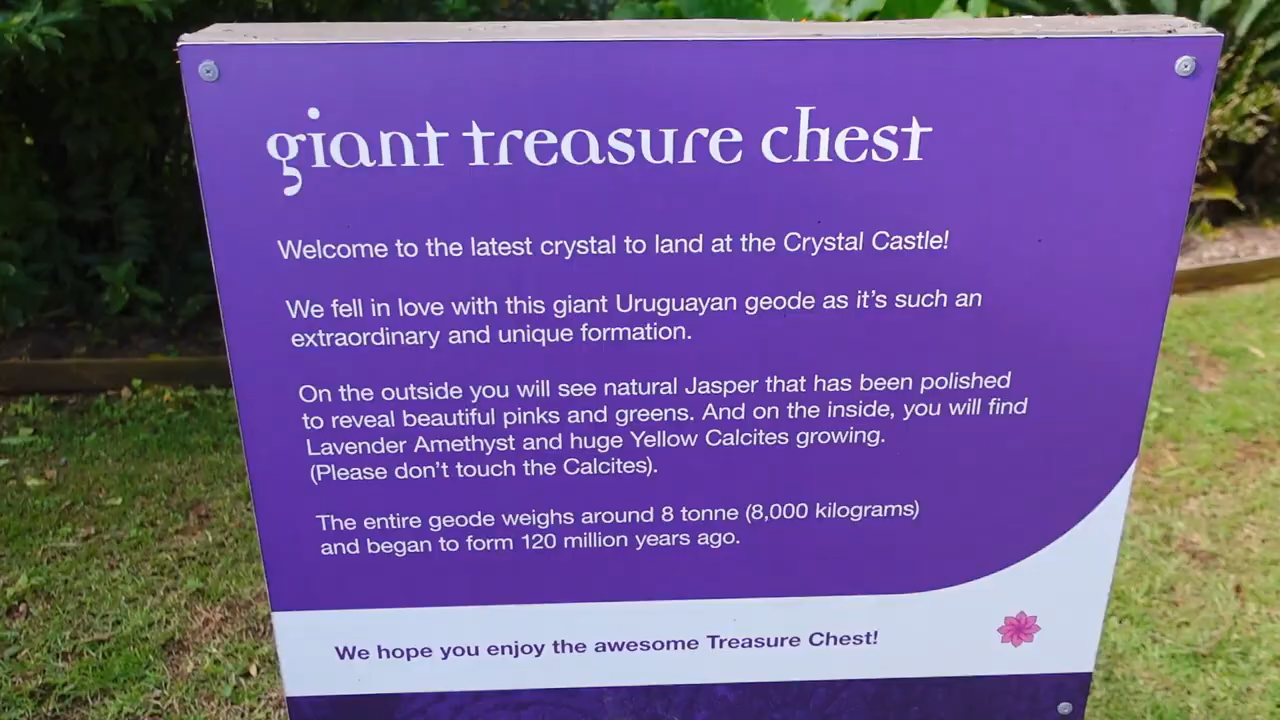 giant treasure chest
Welcome to the latest crystal to land at the Crystal Castle!
We fell in love with this giant Uruguayan geode as it's such an
extraordinary and unique formation.
On the outside you will see natural Jasper that has been polished
to reveal beautiful pinks and greens. And on the inside, you will find
Lavender Amethyst and huge Yellow Calcites growing.
(Please don't touch the Calcites).
The entire geode weighs around 8 tonne (8,000 kilograms)
and began to form 120 million years ago.
We hope you enjoy the awesome Treasure Chest!